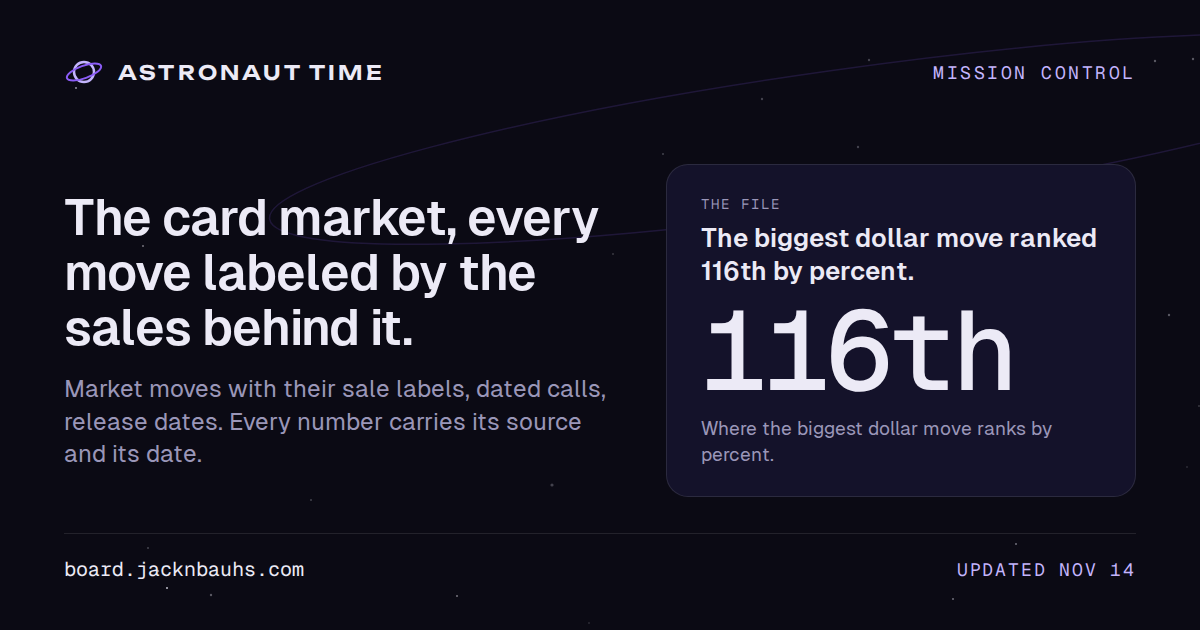 ASTRONAUT TIME
MISSION CONTROL
The card market, every
move labeled by the
sales behind it.
Market moves with their sale labels, dated calls,
release dates. Every number carries its source
and its date.
THE FILE
The biggest dollar move ranked
116th by percent.
116th
Where the biggest dollar move ranks by
percent.
board.jacknbauhs.com
UPDATED NOV 14